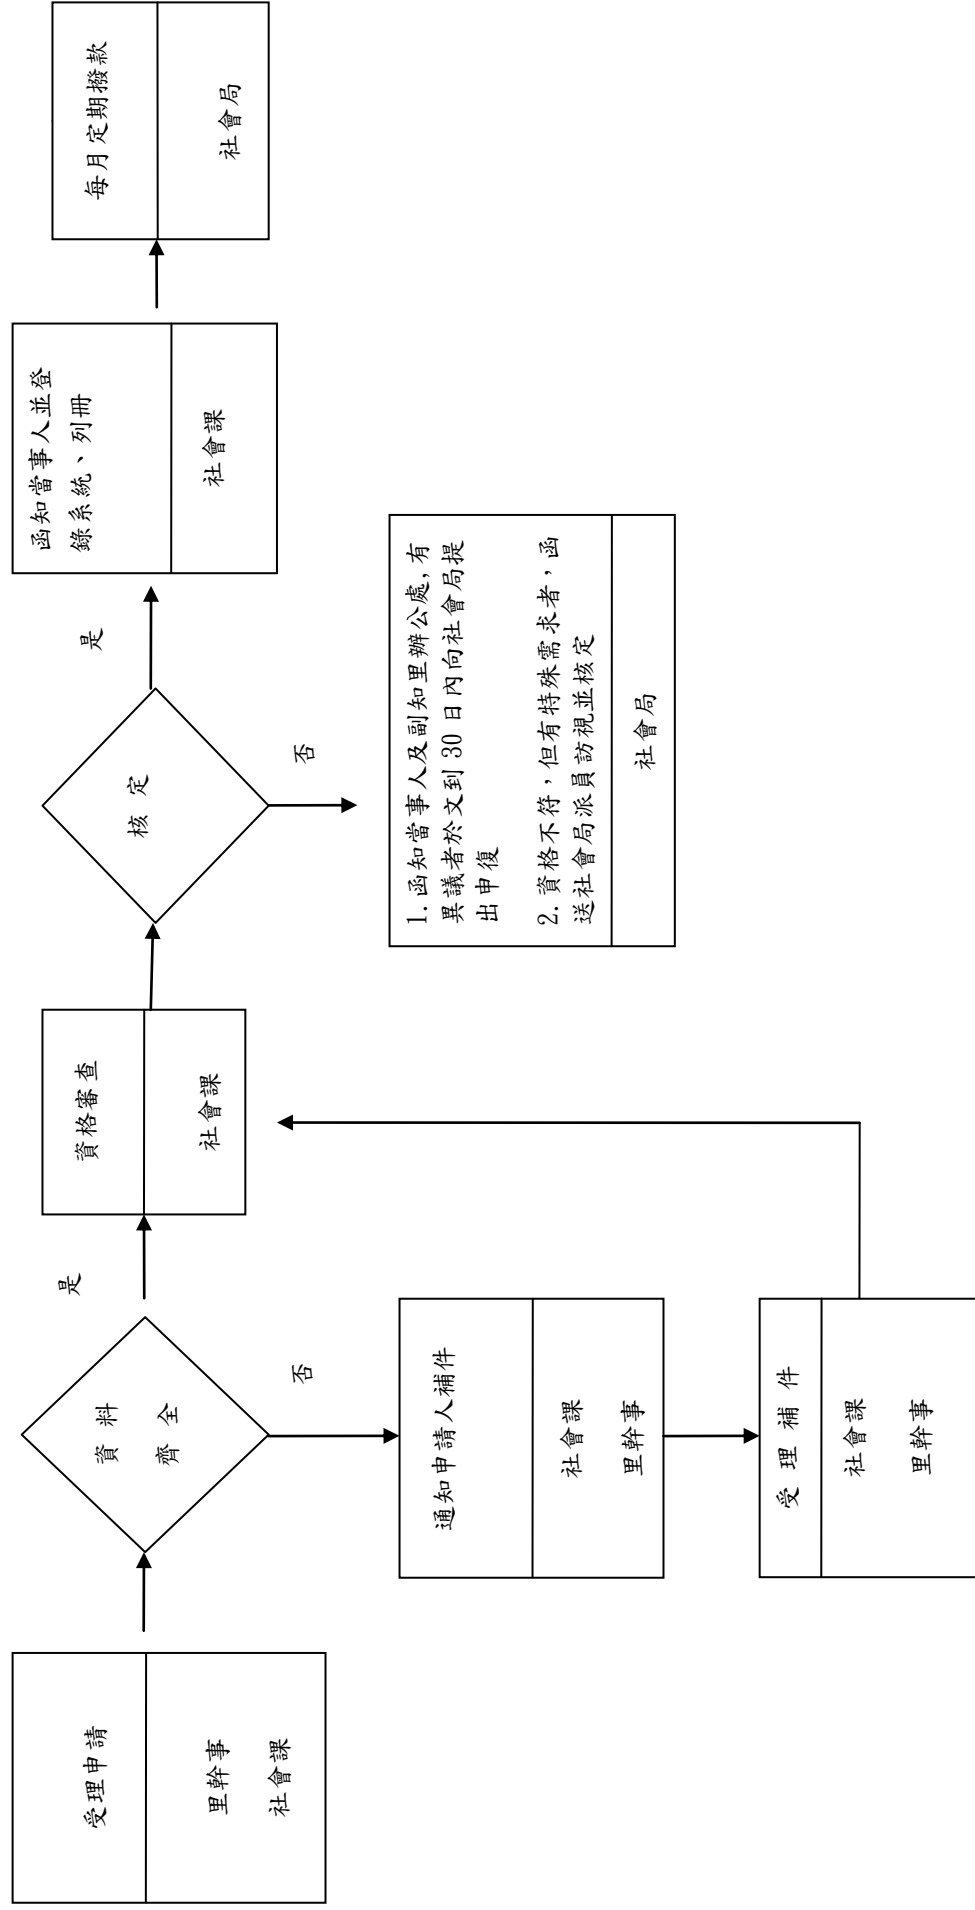 受理申請
里幹事
社會課
資料
齊全
是
否
通知申請人補件
社會課
里幹事
受理補件
社會課
里幹事
資格審查
社會課
核定
是
否
1.函知當事人及副知里辦公處,有
異議者於文到 30 日內向社會局提
出申復
2.資格不符,但有特殊需求者,函
送社會局派員訪視並核定
社會局
函知當事人並登
錄系統、列冊
社會課
每月定期撥款
社會局